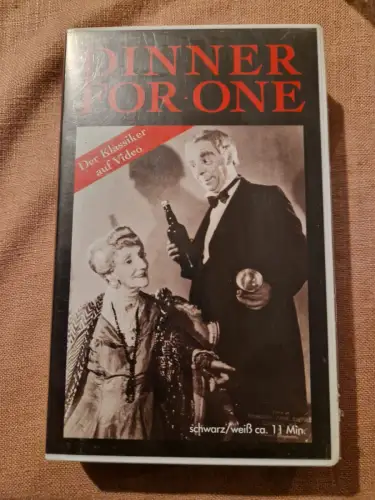 DINNER
FOR ONE
Der Klassiker
auf Video
schwarz/weiß ca. 11 Min.